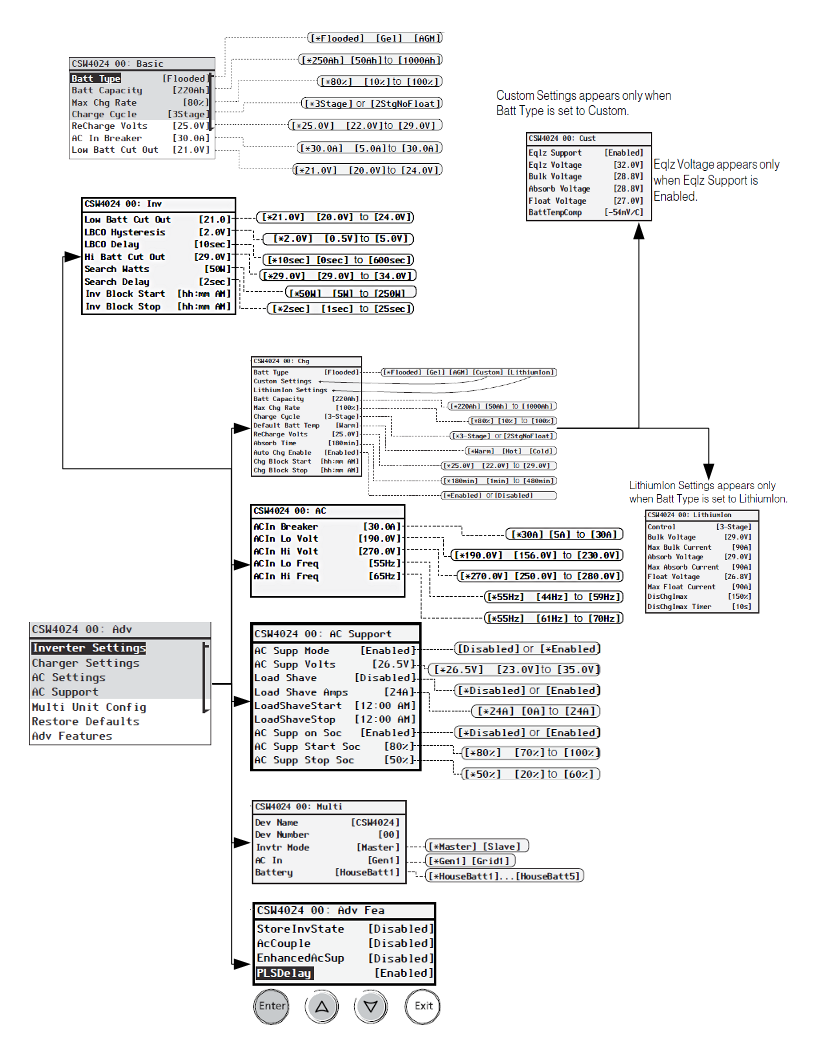 CSW4024 00: Basic
Batt Type [Flooded]
Batt Capacity [220Ah]
Max Chg Rate [80%]
Charge Cycle [3Stage]
ReCharge Volts [25.0V]
AC In Breaker [30.0A]
Low Batt Cut Out [21.0V]
[*Flooded] [Gel] [AGM]
[*250Ah] [50Ah] to [1000Ah]
[*80%] [10%] to [100%]
[*3Stage] or [2StgNoFloat]
[*25.0V] [22.0V] to [29.0V]
[*30.0A] [5.0A] to [30.0A]
[*21.0V] [20.0V] to [24.0V]
Custom Settings appears only when
Batt Type is set to Custom.
CSW4024 00: Cust
Eqlz Support [Enabled]
Eqlz Voltage [32.0V]
Bulk Voltage [28.8V]
Absorb Voltage [28.8V]
Float Voltage [27.0V]
BattTempComp [-54mV/C]
Eqlz Voltage appears only
when Eqlz Support is
Enabled.
CSW4024 00: Inv
Low Batt Cut Out [21.0]
LBCO Hysteresis [2.0V]
LBCO Delay [10sec]
Hi Batt Cut Out [29.0V]
Search Watts [50W]
Search Delay [2sec]
Inv Block Start [hh:mm AM]
Inv Block Stop [hh:mm AM]
[*21.0V] [20.0V] to [24.0V]
[*2.0V] [0.5V] to [5.0V]
[*10sec] [0sec] to [600sec]
[*29.0V] [29.0V] to [34.0V]
[*50W] [5W] to [250W]
[*2sec] [1sec] to [25sec]
CSW4024 00: Chg
Batt Type [Flooded]
Custom Settings
LithiumIon Settings
Batt Capacity [220Ah]
Max Chg Rate [100%]
Charge Cycle [3-Stage]
Default Batt Temp [Warm]
ReCharge Volts [25.0V]
Absorb Time [180min]
Auto Chg Enable [Enabled]
Chg Block Start [hh:mm AM]
Chg Block Stop [hh:mm AM]
[*Flooded] [Gel] [AGM] [Custom] [LithiumIon]
[*220Ah] [50Ah] to [1000Ah]
[*80%] [10%] to [100%]
[*3-Stage] or [2StgNoFloat]
[*Warm] [Hot] [Cold]
[*25.0V] [22.0V] to [29.0V]
[*180min] [1min] to [480min]
[*Enabled] or [Disabled]
LithiumIon Settings appears only
when Batt Type is set to LithiumIon.
CSW4024 00: LithiumIon
Control [3-Stage]
Bulk Voltage [29.0V]
Max Bulk Current [90A]
Absorb Voltage [29.0V]
Max Absorb Current [90A]
Float Voltage [26.8V]
Max Float Current [90A]
DisChgImax [150%]
DisChgImax Timer [10s]
CSW4024 00: AC
ACIn Breaker [30.0A]
ACIn Lo Volt [190.0V]
ACIn Hi Volt [270.0V]
ACIn Lo Freq [55Hz]
ACIn Hi Freq [65Hz]
[*30A] [5A] to [30A]
[*190.0V] [156.0V] to [230.0V]
[*270.0V] [250.0V] to [280.0V]
[*55Hz] [44Hz] to [59Hz]
[*55Hz] [61Hz] to [70Hz]
CSW4024 00: Adv
Inverter Settings
Charger Settings
AC Settings
AC Support
Multi Unit Config
Restore Defaults
Adv Features
CSW4024 00: AC Support
AC Supp Mode [Enabled]
AC Supp Volts [26.5V]
Load Shave [Disabled]
Load Shave Amps [24A]
LoadShaveStart [12:00 AM]
LoadShaveStop [12:00 AM]
AC Supp on Soc [Enabled]
AC Supp Start Soc [80%]
AC Supp Stop Soc [50%]
[Disabled] or [*Enabled]
[*26.5V] [23.0V] to [35.0V]
[*Disabled] or [Enabled]
[*24A] [0A] to [24A]
[*Disabled] or [Enabled]
[*80%] [70%] to [100%]
[*50%] [20%] to [60%]
CSW4024 00: Multi
Dev Name [CSW4024]
Dev Number [00]
Invtr Mode [Master]
AC In [Gen1]
Battery [HouseBatt1]
[*Master] [Slave]
[*Gen1] [Grid1]
[*HouseBatt1]...[HouseBatt5]
CSW4024 00: Adv Fea
StoreInvState [Disabled]
AcCouple [Disabled]
EnhancedAcSup [Disabled]
PLSDelay [Enabled]
Enter
Exit